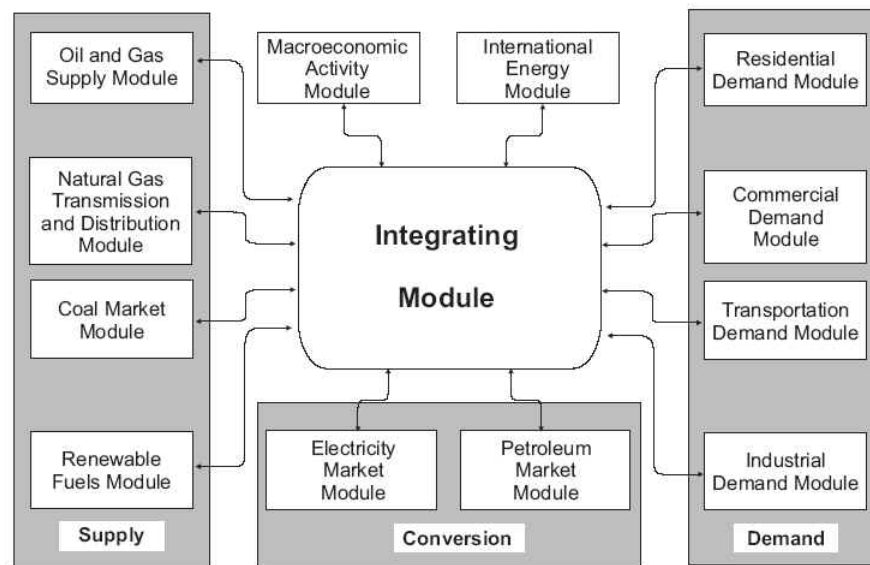 Oil and Gas
Supply Module
Natural Gas
Transmission
and Distribution
Module
Coal Market
Module
Renewable
Fuels Module
Supply
Macroeconomic
Activity
Module
International
Energy
Module
Integrating
Module
Electricity
Market
Module
Petroleum
Market
Module
Conversion
Residential
Demand Module
Commercial
Demand
Module
Transportation
Demand Module
Industrial
Demand Module
Demand